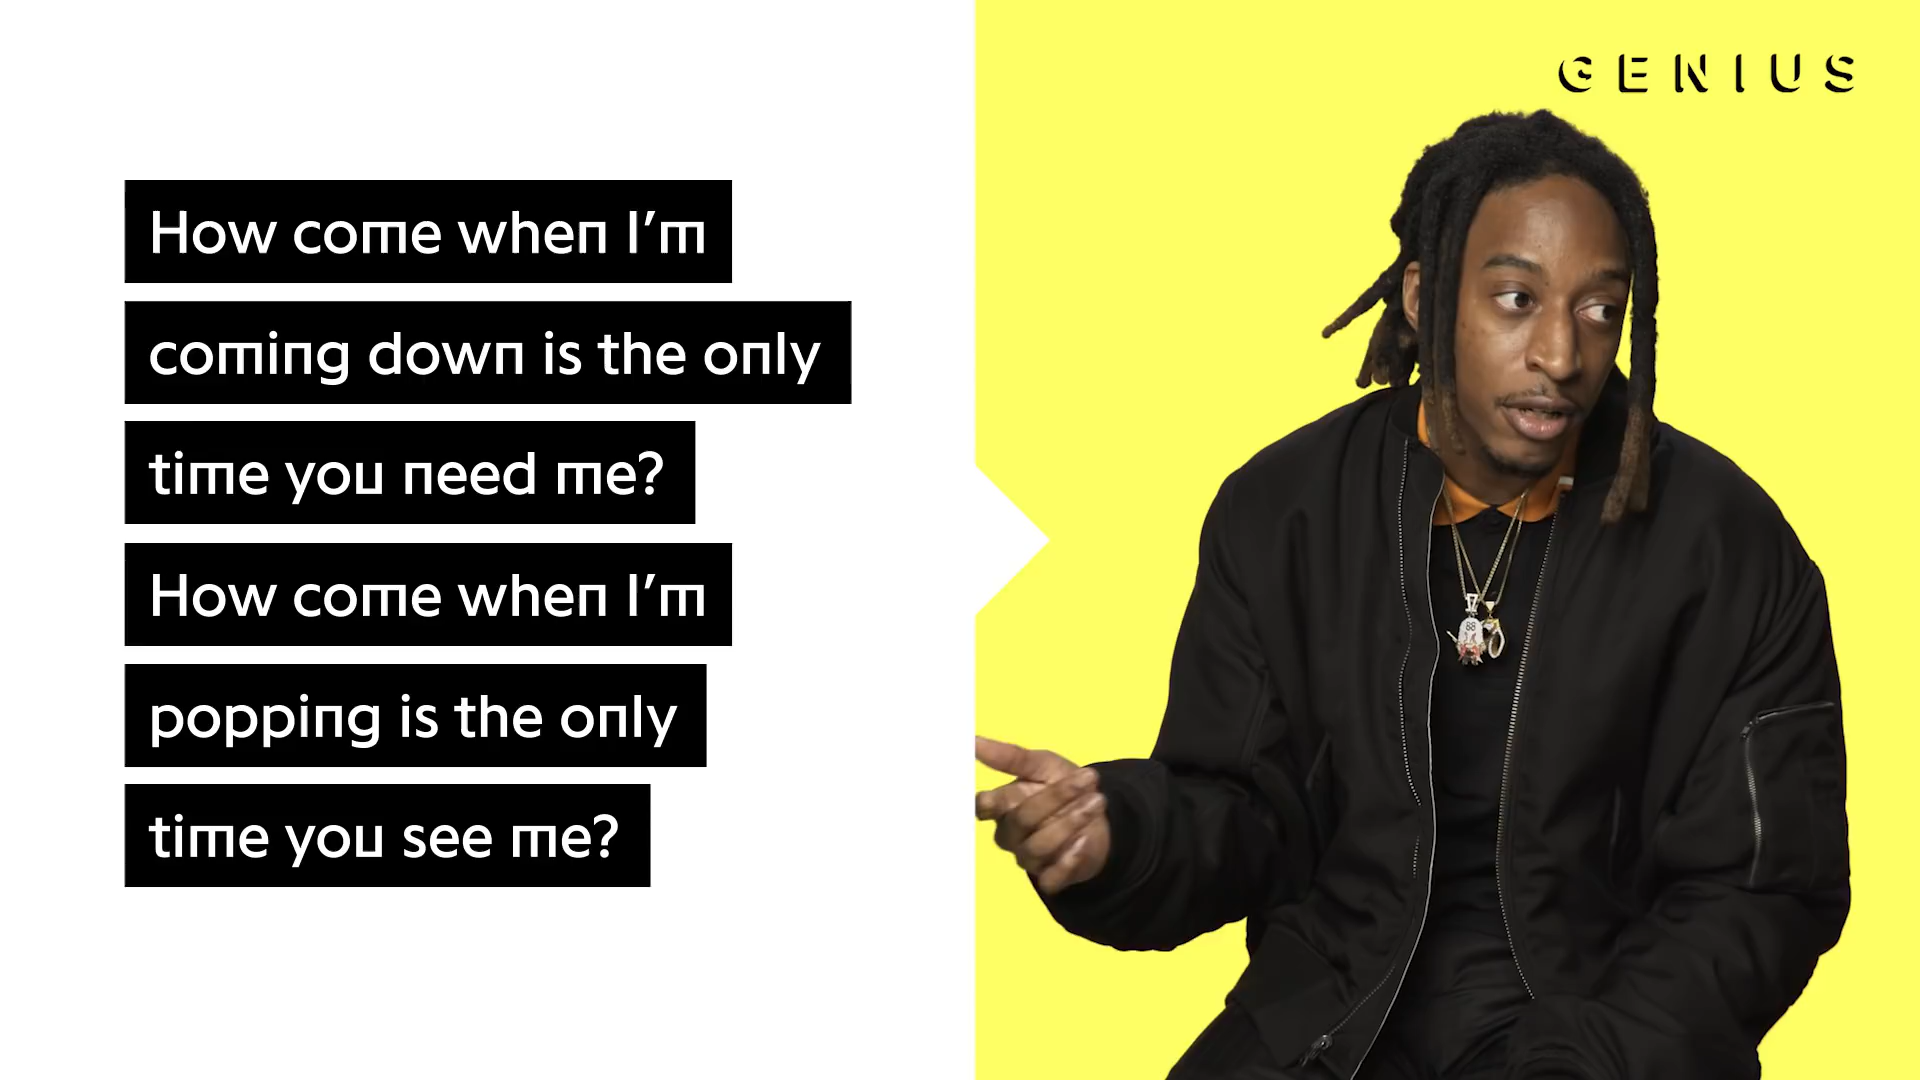 GENIUS
How come when I’m
coming down is the only
time you need me?
How come when I’m
popping is the only
time you see me?
88